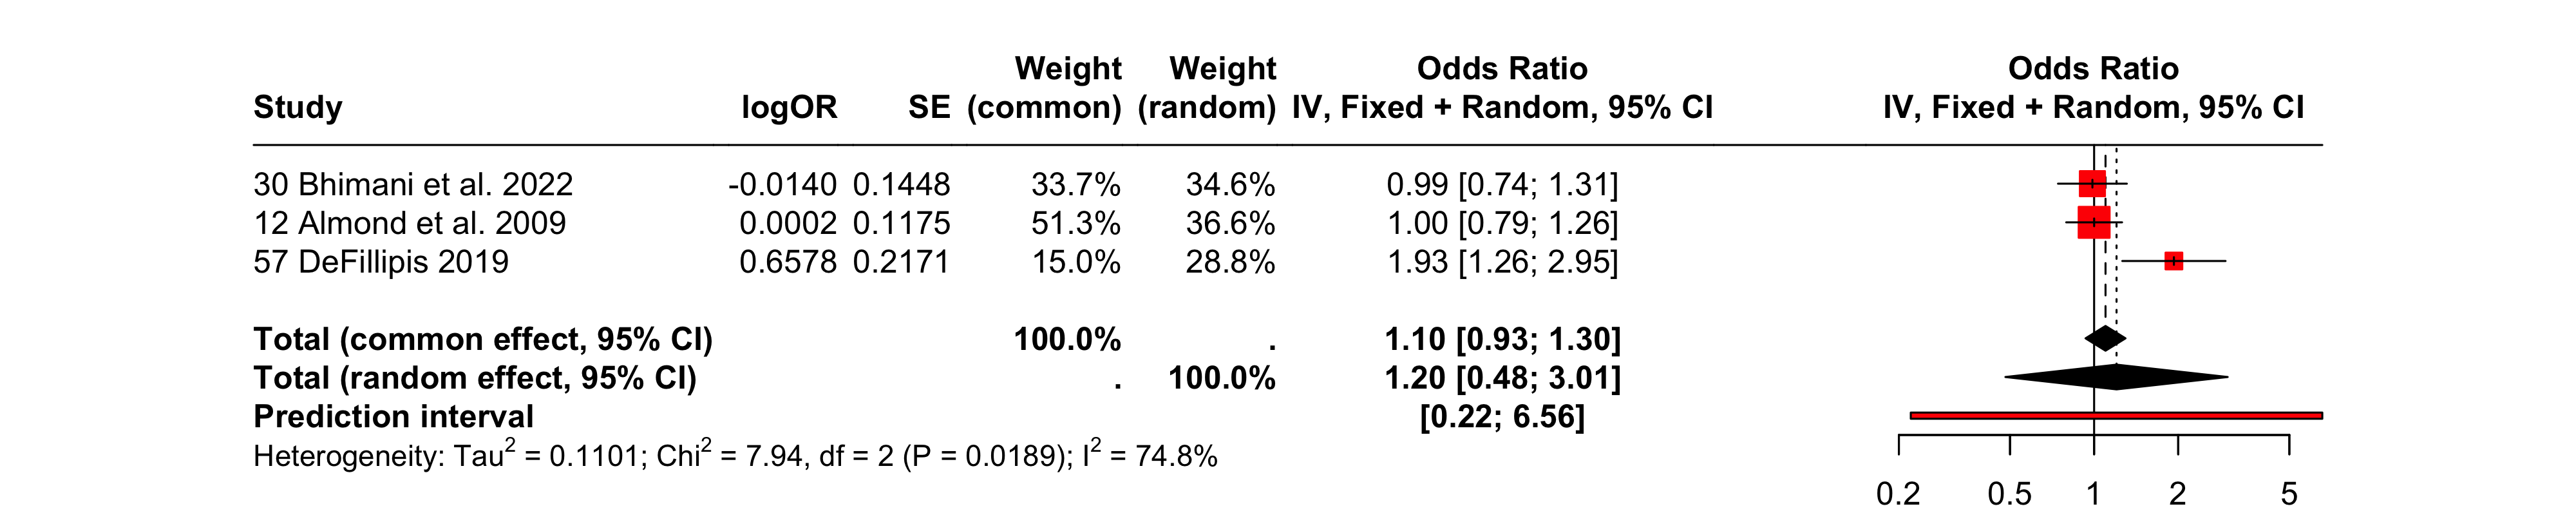 Weight Weight Odds Ratio Odds Ratio
Study logOR SE (common) (random) IV, Fixed + Random, 95% CI IV, Fixed + Random, 95% CI
30 Bhimani et al. 2022 -0.0140 0.1448 33.7% 34.6% 0.99 [0.74; 1.31]
12 Almond et al. 2009 0.0002 0.1175 51.3% 36.6% 1.00 [0.79; 1.26]
57 DeFillipis 2019 0.6578 0.2171 15.0% 28.8% 1.93 [1.26; 2.95]
Total (common effect, 95% CI) 100.0% . 1.10 [0.93; 1.30]
Total (random effect, 95% CI) . 100.0% 1.20 [0.48; 3.01]
Prediction interval [0.22; 6.56]
Heterogeneity: Tau² = 0.1101; Chi² = 7.94, df = 2 (P = 0.0189); I² = 74.8%
0.2 0.5 1 2 5